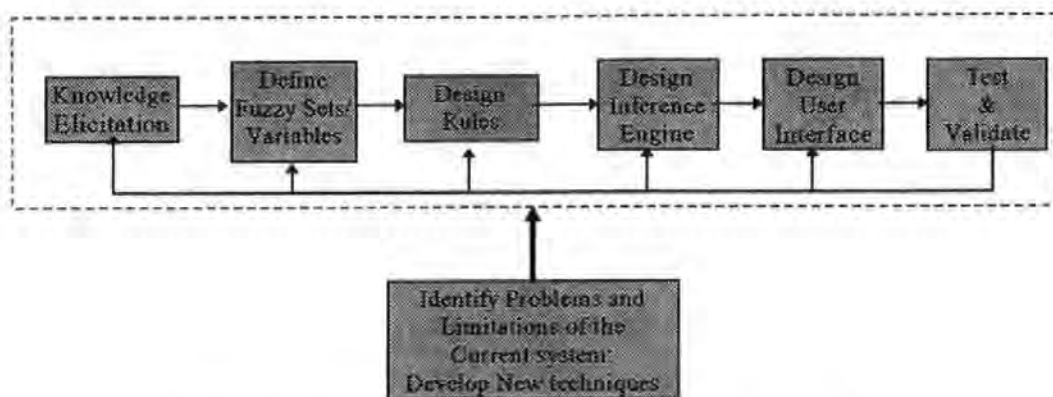 Knowledge
Elicitation
Define
Fuzzy Sets/
Variables
Design
Rules
Design
Inference
Engine
Design
User
Interface
Test
&
Validate
Identify Problems and
Limitations of the
Current system:
Develop New techniques